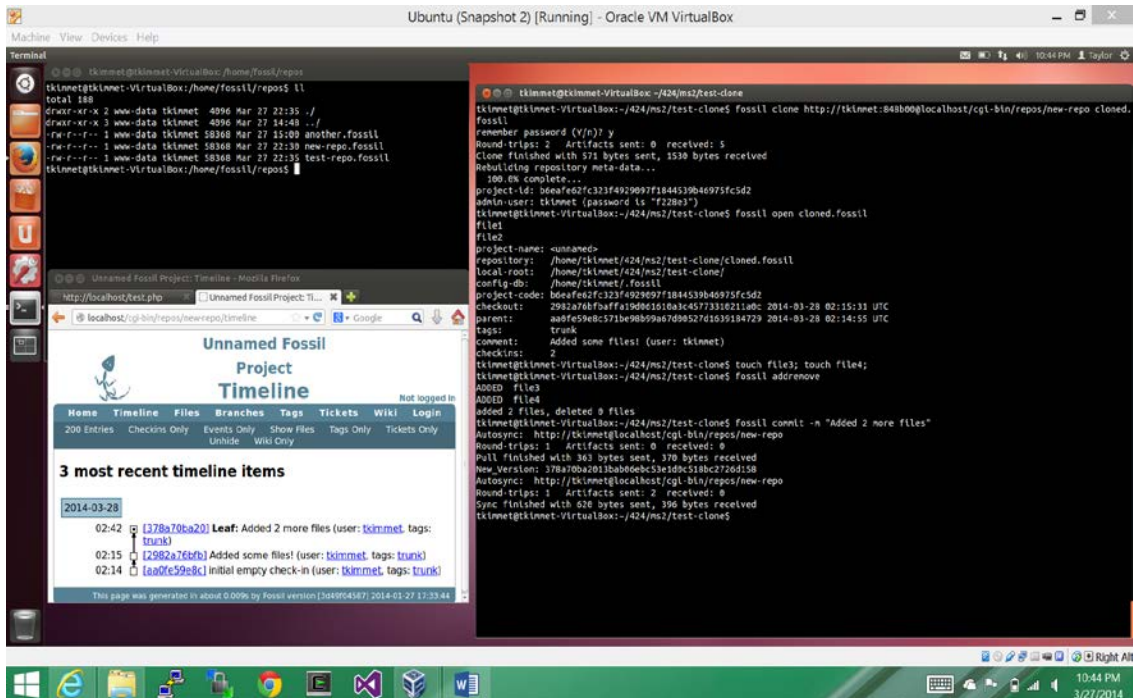 Ubuntu (Snapshot 2) [Running] - Oracle VM VirtualBox
Machine View Devices Help
Terminal
10:44 PM Taylor
tkimmet@tkimmet-VirtualBox: /home/fossil/repos
tkimmet@tkimmet-VirtualBox:/home/fossil/repos$ ll
total 188
drwxr-xr-x 2 www-data tkimmet 4096 Mar 27 22:35 ./
drwxr-xr-x 3 www-data tkimmet 4096 Mar 27 14:48 ../
-rw-r--r-- 1 www-data tkimmet 58368 Mar 27 15:09 another.fossil
-rw-r--r-- 1 www-data tkimmet 58368 Mar 27 22:30 new-repo.fossil
-rw-r--r-- 1 www-data tkimmet 58368 Mar 27 22:35 test-repo.fossil
tkimmet@tkimmet-VirtualBox:/home/fossil/repos$
Unnamed Fossil Project: Timeline - Mozilla Firefox
http://localhost/test.php
Unnamed Fossil Project: Ti...
localhost/cgi-bin/repos/new-repo/timeline
Google
Unnamed Fossil
Project
Timeline
Not logged in
Home Timeline Files Branches Tags Tickets Wiki Login
200 Entries Checkins Only Events Only Show Files Tags Only Tickets Only
Unhide Wiki Only
3 most recent timeline items
2014-03-28
02:42 [378a70ba20] Leaf: Added 2 more files (user: tkimmet, tags:
trunk)
02:15 [2982a76bfb] Added some files! (user: tkimmet, tags: trunk)
02:14 [aa0fe59e8c] initial empty check-in (user: tkimmet, tags: trunk)
This page was generated in about 0.009s by Fossil version [3d49f04587] 2014-01-27 17:33:44
tkimmet@tkimmet-VirtualBox: ~/424/ms2/test-clone
tkimmet@tkimmet-VirtualBox:~/424/ms2/test-clone$ fossil clone http://tkimmet:848b00@localhost/cgi-bin/repos/new-repo cloned.
fossil
remember password (Y/n)? y
Round-trips: 2 Artifacts sent: 0 received: 5
Clone finished with 571 bytes sent, 1530 bytes received
Rebuilding repository meta-data...
100.0% complete...
project-id: b6eafe62fc323f4929097f1844539b46975fc5d2
admin-user: tkimmet (password is "f228e3")
tkimmet@tkimmet-VirtualBox:~/424/ms2/test-clone$ fossil open cloned.fossil
file1
file2
project-name: <unnamed>
repository: /home/tkimmet/424/ms2/test-clone/cloned.fossil
local-root: /home/tkimmet/424/ms2/test-clone/
config-db: /home/tkimmet/.fossil
project-code: b6eafe62fc323f4929097f1844539b46975fc5d2
checkout: 2014-03-28 02:15:31 UTC
parent: 2014-03-28 02:14:55 UTC
tags: trunk
comment: Added some files! (user: tkimmet)
checkins: 2
tkimmet@tkimmet-VirtualBox:~/424/ms2/test-clone$ touch file3; touch file4;
tkimmet@tkimmet-VirtualBox:~/424/ms2/test-clone$ fossil addremove
ADDED file3
ADDED file4
added 2 files, deleted 0 files
tkimmet@tkimmet-VirtualBox:~/424/ms2/test-clone$ fossil commit -m "Added 2 more files"
Autosync: http://tkimmet@localhost/cgi-bin/repos/new-repo
Round-trips: 1 Artifacts sent: 0 received: 0
Pull finished with 363 bytes sent, 370 bytes received
New_Version: 378a70ba2013bab06ebc53e1d0c518bc2726d158
Autosync: http://tkimmet@localhost/cgi-bin/repos/new-repo
Round-trips: 1 Artifacts sent: 2 received: 0
Sync finished with 620 bytes sent, 396 bytes received
tkimmet@tkimmet-VirtualBox:~/424/ms2/test-clone$
Right Alt
10:44 PM
3/27/2014